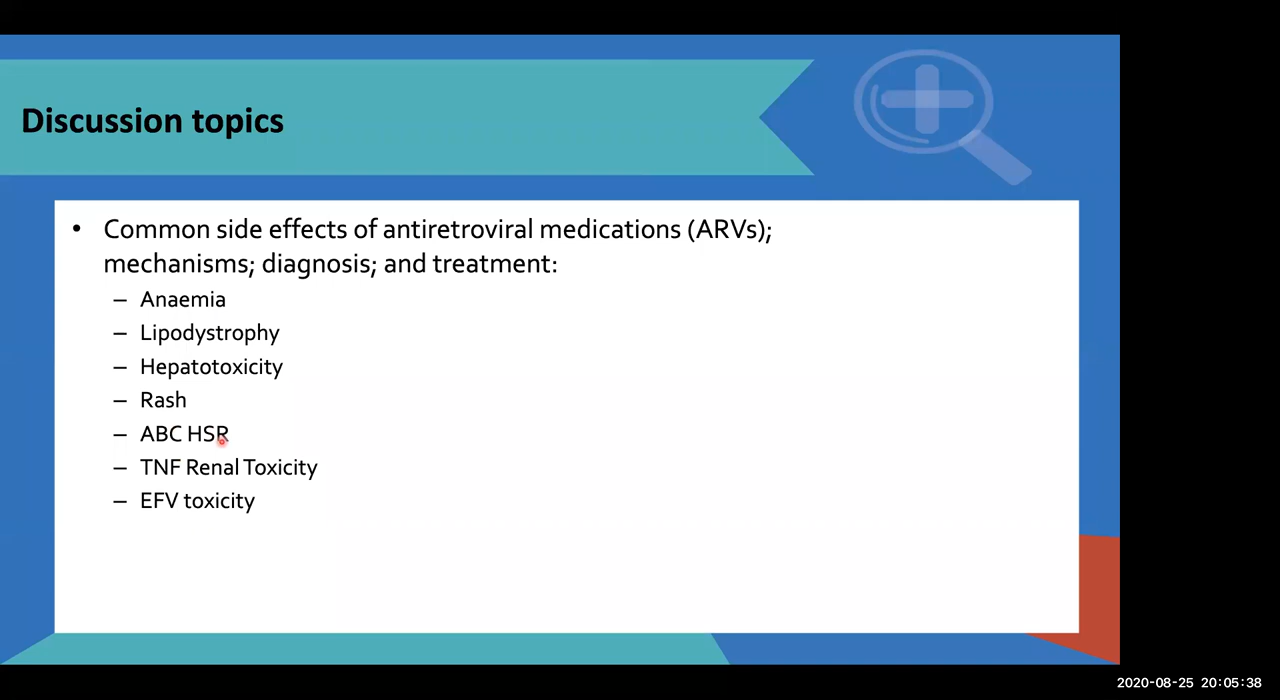 Discussion topics
• Common side effects of antiretroviral medications (ARVs);
mechanisms; diagnosis; and treatment:
– Anaemia
– Lipodystrophy
– Hepatotoxicity
– Rash
– ABC HSR
– TNF Renal Toxicity
– EFV toxicity
2020-08-25 20:05:38